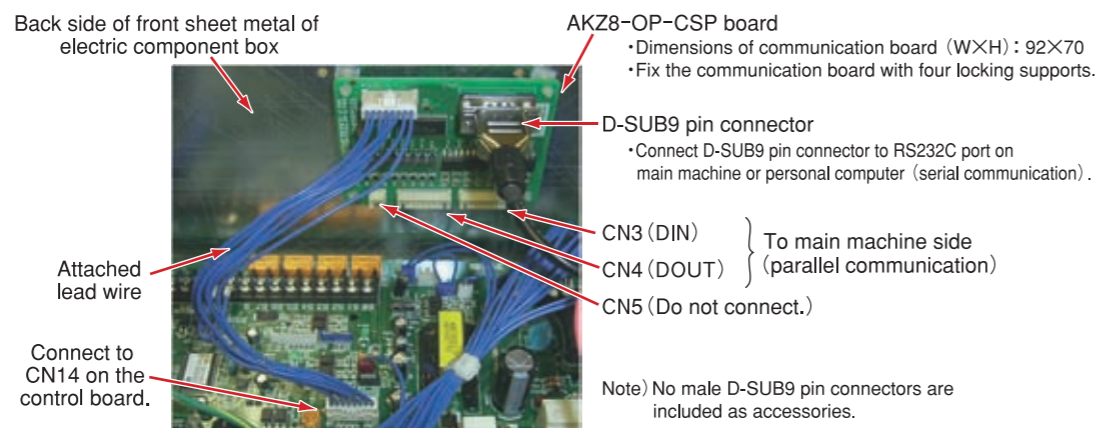 Back side of front sheet metal of
electric component box
AKZ8-OP-CSP board
・Dimensions of communication board (W×H): 92×70
・Fix the communication board with four locking supports.
D-SUB9 pin connector
・Connect D-SUB9 pin connector to RS232C port on
main machine or personal computer (serial communication).
CN3 (DIN)
CN4 (DOUT)
To main machine side
(parallel communication)
CN5 (Do not connect.)
Attached
lead wire
Connect to
CN14 on the
control board.
Note) No male D-SUB9 pin connectors are
included as accessories.